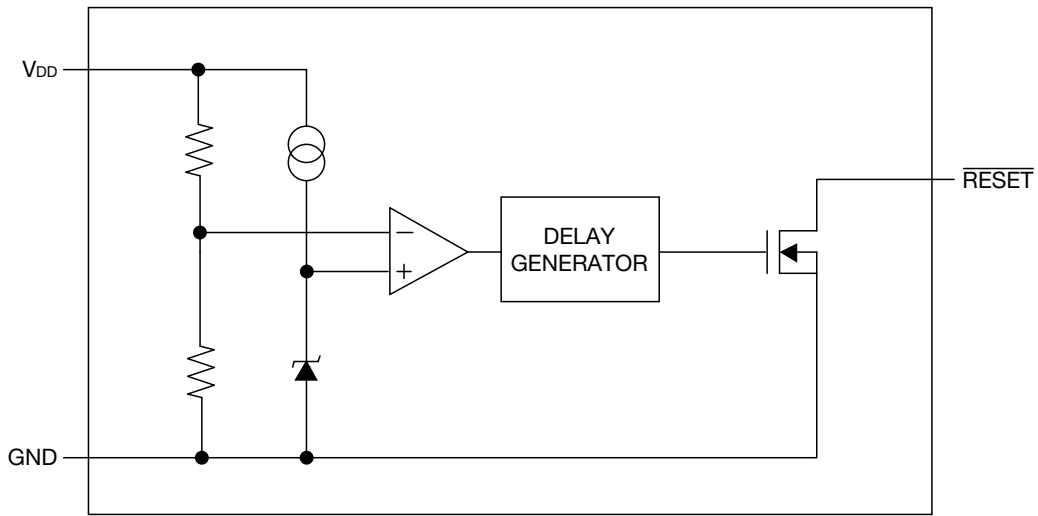 VDD
−
+
DELAY
GENERATOR
RESET
GND